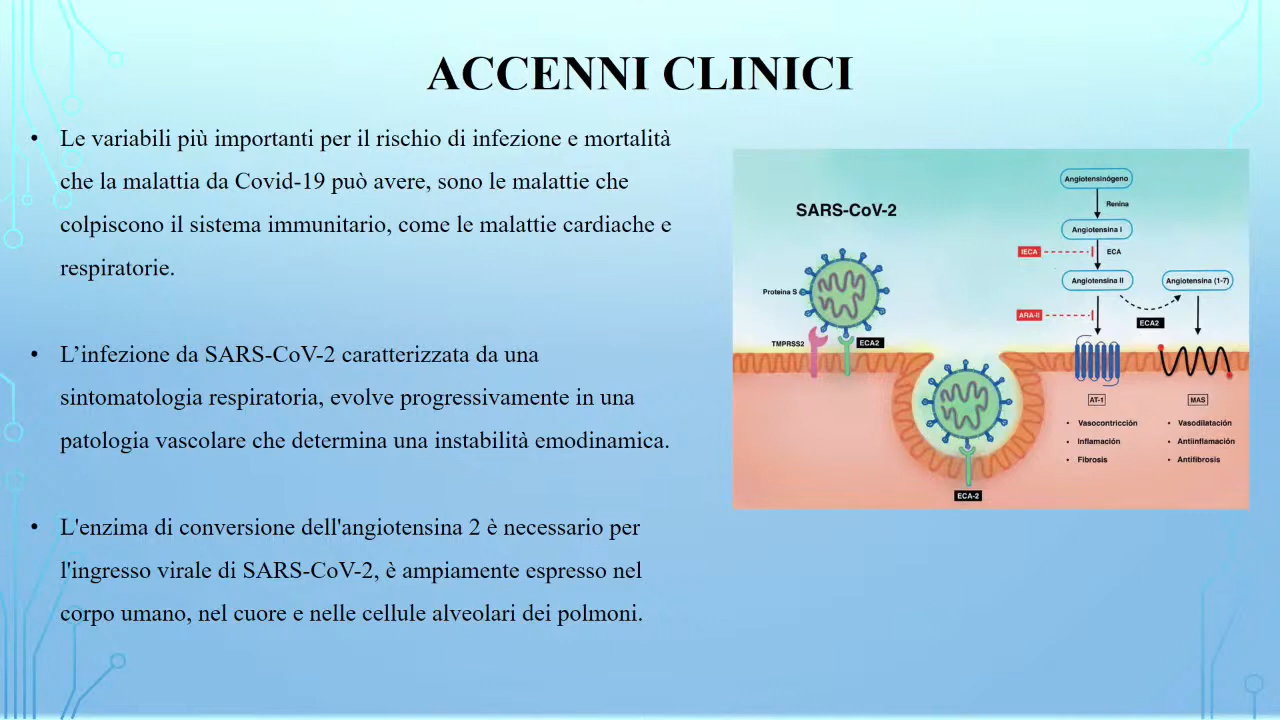 ACCENNI CLINICI
• Le variabili più importanti per il rischio di infezione e mortalità
che la malattia da Covid-19 può avere, sono le malattie che
colpiscono il sistema immunitario, come le malattie cardiache e
respiratorie.
• L’infezione da SARS-CoV-2 caratterizzata da una
sintomatologia respiratoria, evolve progressivamente in una
patologia vascolare che determina una instabilità emodinamica.
• L'enzima di conversione dell'angiotensina 2 è necessario per
l'ingresso virale di SARS-CoV-2, è ampiamente espresso nel
corpo umano, nel cuore e nelle cellule alveolari dei polmoni.
SARS-CoV-2
Proteína S
TMPRSS2
ECA2
ECA-2
Angiotensinógeno
Renina
Angiotensina I
IECA
ECA
Angiotensina II
Angiotensina (1-7)
ARA-II
ECA2
AT-1
MAS
• Vasocontricción
• Inflamación
• Fibrosis
• Vasodilatación
• Antiinflamación
• Antifibrosis